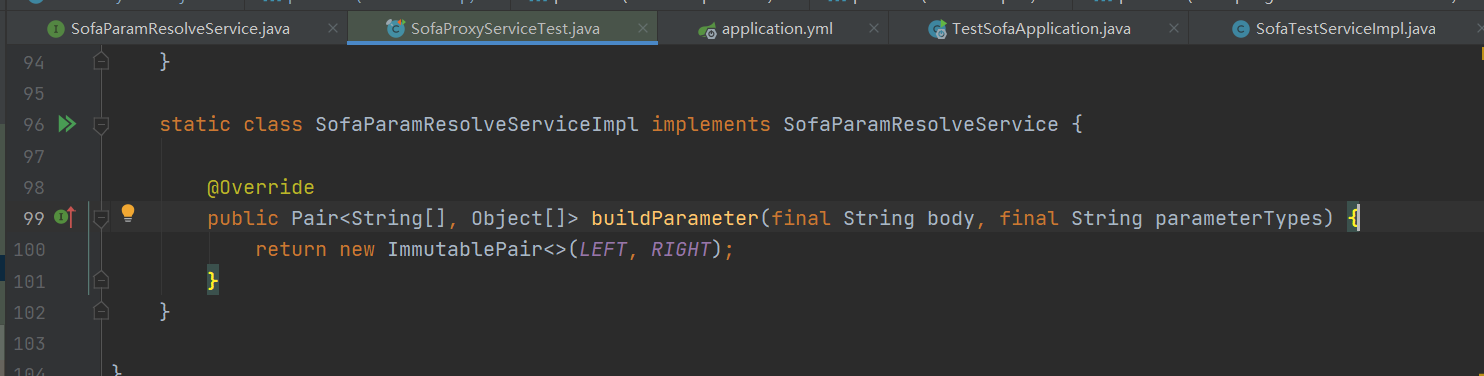 SofaParamResolveService.java SofaProxyServiceTest.java application.yml TestSofaApplication.java SofaTestServiceImpl.java
94 }
95
96 static class SofaParamResolveServiceImpl implements SofaParamResolveService {
97
98 @Override
99 public Pair<String[], Object[]> buildParameter(final String body, final String parameterTypes) {
100 return new ImmutablePair<>(LEFT, RIGHT);
101 }
102 }
103
104 }